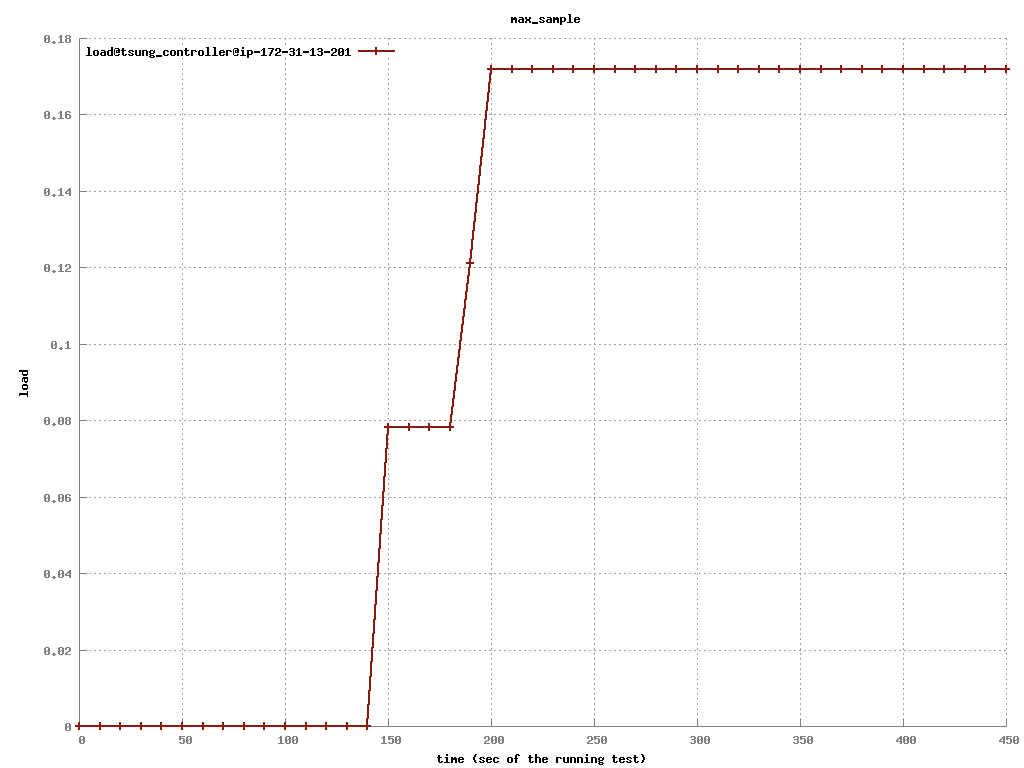 max_sample
load@tsung_controller@ip-172-31-13-201
0.18
0.16
0.14
0.12
0.1
0.08
0.06
0.04
0.02
0
load
0 50 100 150 200 250 300 350 400 450
time (sec of the running test)